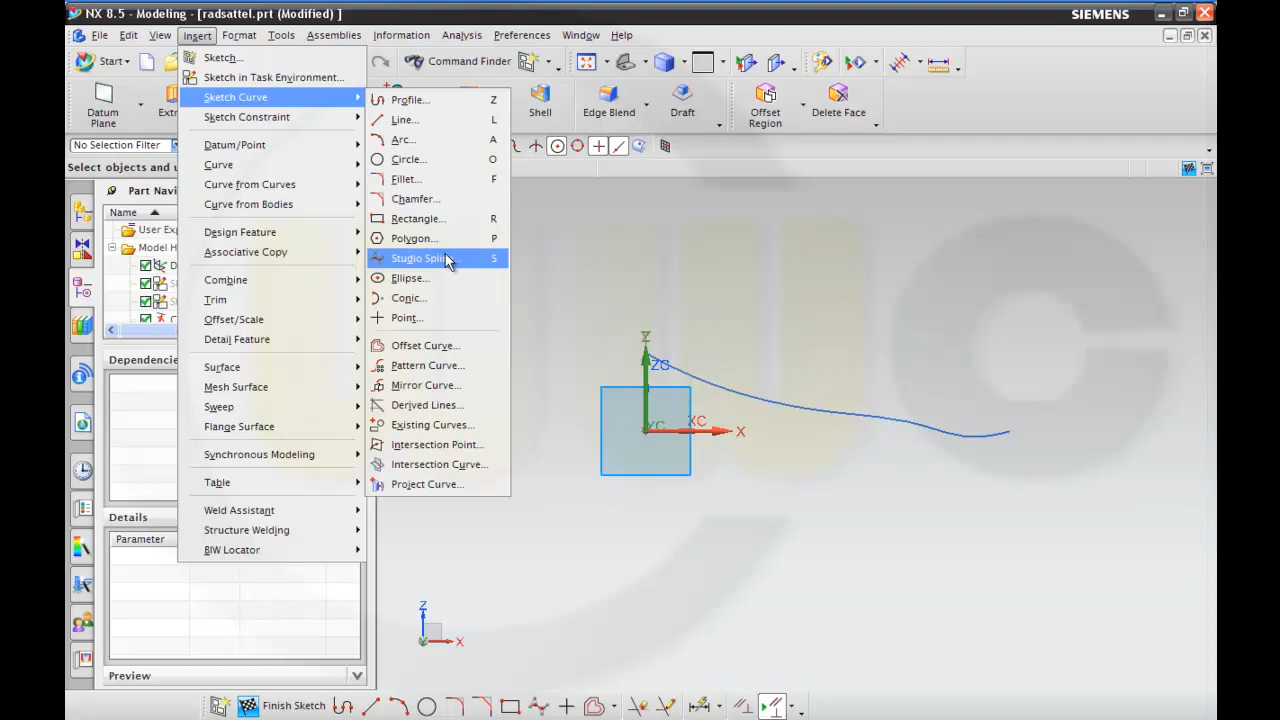 NX 8.5 - Modeling - [radsattel.prt (Modified) ]
SIEMENS
File Edit View Insert Format Tools Assemblies Information Analysis Preferences Window Help
Start
Command Finder
Datum
Plane
Shell
Edge Blend
Draft
Offset
Region
Delete Face
No Selection Filter
Select objects and
Part
Name
User Exp
Model H
Dependencie
Details
Parameter
Preview
Sketch...
Sketch in Task Environment...
Sketch Curve
Sketch Constraint
Datum/Point
Curve
Curve from Curves
Curve from Bodies
Design Feature
Associative Copy
Combine
Trim
Offset/Scale
Detail Feature
Surface
Mesh Surface
Sweep
Flange Surface
Synchronous Modeling
Table
Weld Assistant
Structure Welding
BIW Locator
Profile... Z
Line... L
Arc... A
Circle... O
Fillet... F
Chamfer...
Rectangle... R
Polygon... P
Studio Spli S
Ellipse...
Conic...
Point...
Offset Curve...
Pattern Curve...
Mirror Curve...
Derived Lines...
Existing Curves...
Intersection Point...
Intersection Curve...
Project Curve...
ZC
XC
YC
X
Z
X
Finish Sketch